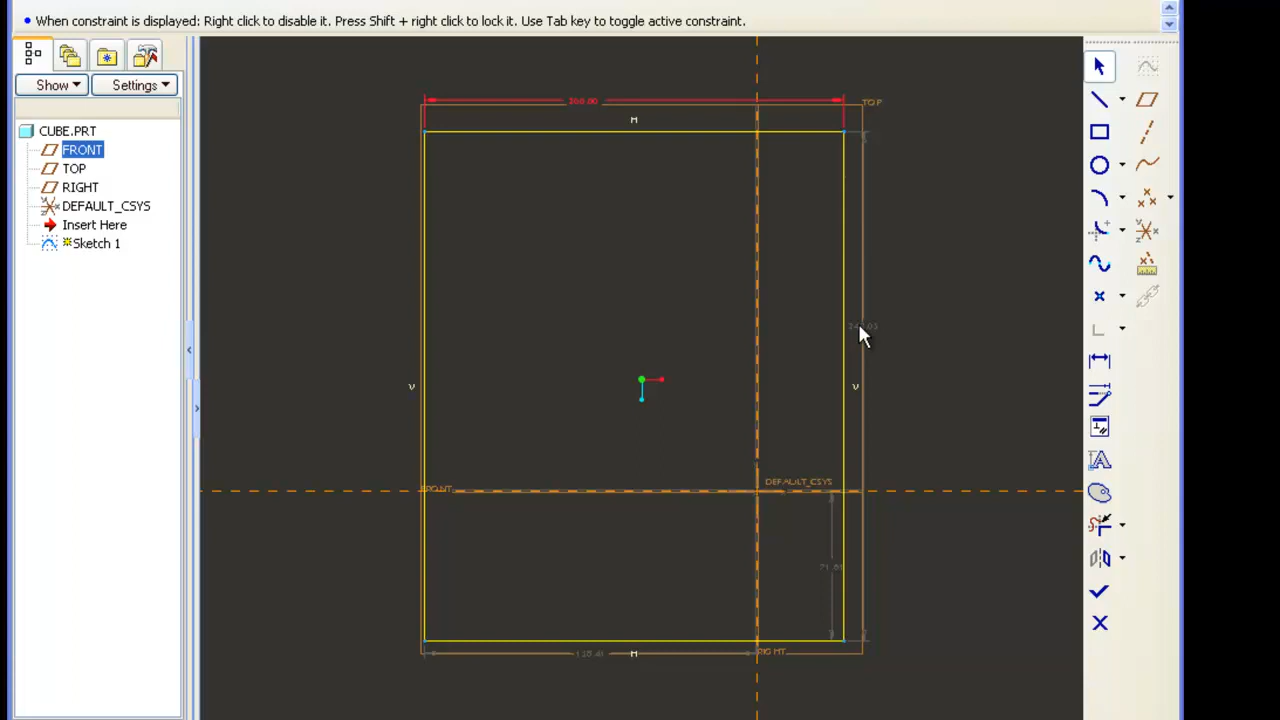 When constraint is displayed: Right click to disable it. Press Shift + right click to lock it. Use Tab key to toggle active constraint.
Show
Settings
CUBE.PRT
FRONT
TOP
RIGHT
DEFAULT_CSYS
Insert Here
Sketch 1
TOP
H
V
V
FRONT
DEFAULT_CSYS
H
RIGHT